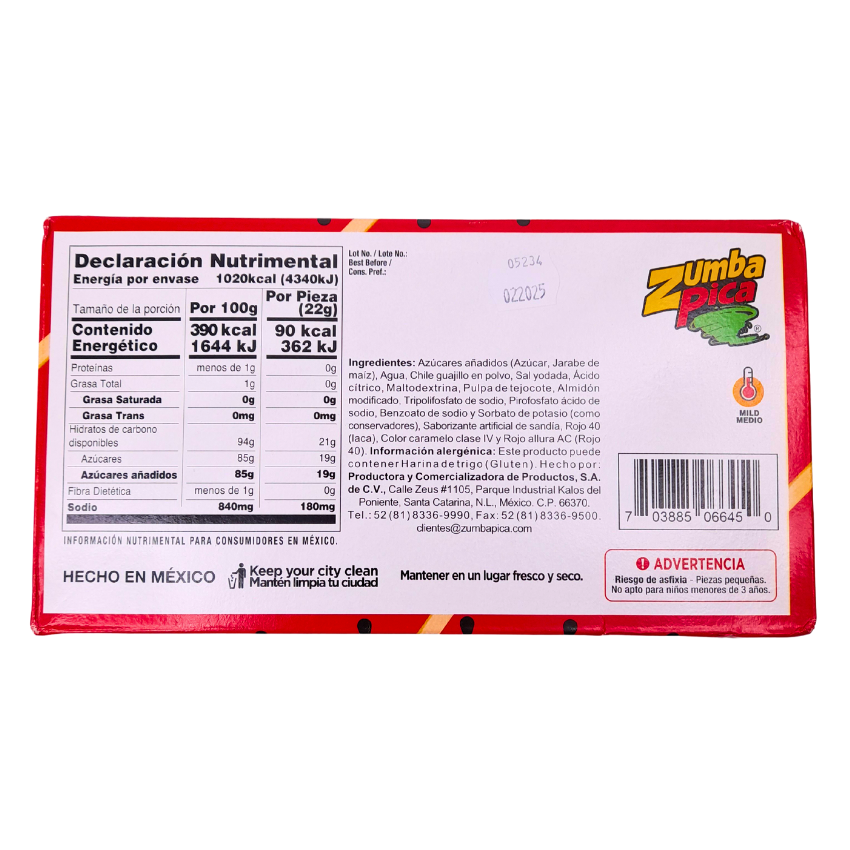 Declaración Nutrimental
Energía por envase 1020kcal (4340kJ)
Tamaño de la porción Por 100g Por Pieza (22g)
Contenido Energético 390 kcal 1644 kJ 90 kcal 362 kJ
Proteínas menos de 1g 0g
Grasa Total 1g 0g
Grasa Saturada 0g 0g
Grasa Trans 0mg 0mg
Hidratos de carbono
disponibles 94g 21g
Azúcares 85g 19g
Azúcares añadidos 85g 19g
Fibra Dietética menos de 1g 0g
Sodio 840mg 180mg
INFORMACIÓN NUTRIMENTAL PARA CONSUMIDORES EN MÉXICO.
HECHO EN MÉXICO
Keep your city clean
Mantén limpia tu ciudad
Lot No. / Lote No.:
Best Before /
Cons. Pref.:
05234
022025
Ingredientes: Azúcares añadidos (Azúcar, Jarabe de
maíz), Agua, Chile guajillo en polvo, Sal yodada, Ácido
cítrico, Maltodextrina, Pulpa de tejocote, Almidón
modificado, Tripolifosfato de sodio, Pirofosfato ácido de
sodio, Benzoato de sodio y Sorbato de potasio (como
conservadores), Saborizante artificial de sandía, Rojo 40
(laca), Color caramelo clase IV y Rojo allura AC (Rojo
40). Información alergénica: Este producto puede
contener Harina de trigo (Gluten). Hecho por:
Productora y Comercializadora de Productos, S.A.
de C.V., Calle Zeus #1105, Parque Industrial Kalos del
Poniente, Santa Catarina, N.L., México. C.P. 66370.
Tel.: 52 (81) 8336-9990, Fax: 52 (81) 8336-9500.
clientes@zumbapica.com
Mantener en un lugar fresco y seco.
Zumba
Pica
®
MILD
MEDIO
7 03885 06645 0
ADVERTENCIA
Riesgo de asfixia - Piezas pequeñas.
No apto para niños menores de 3 años.